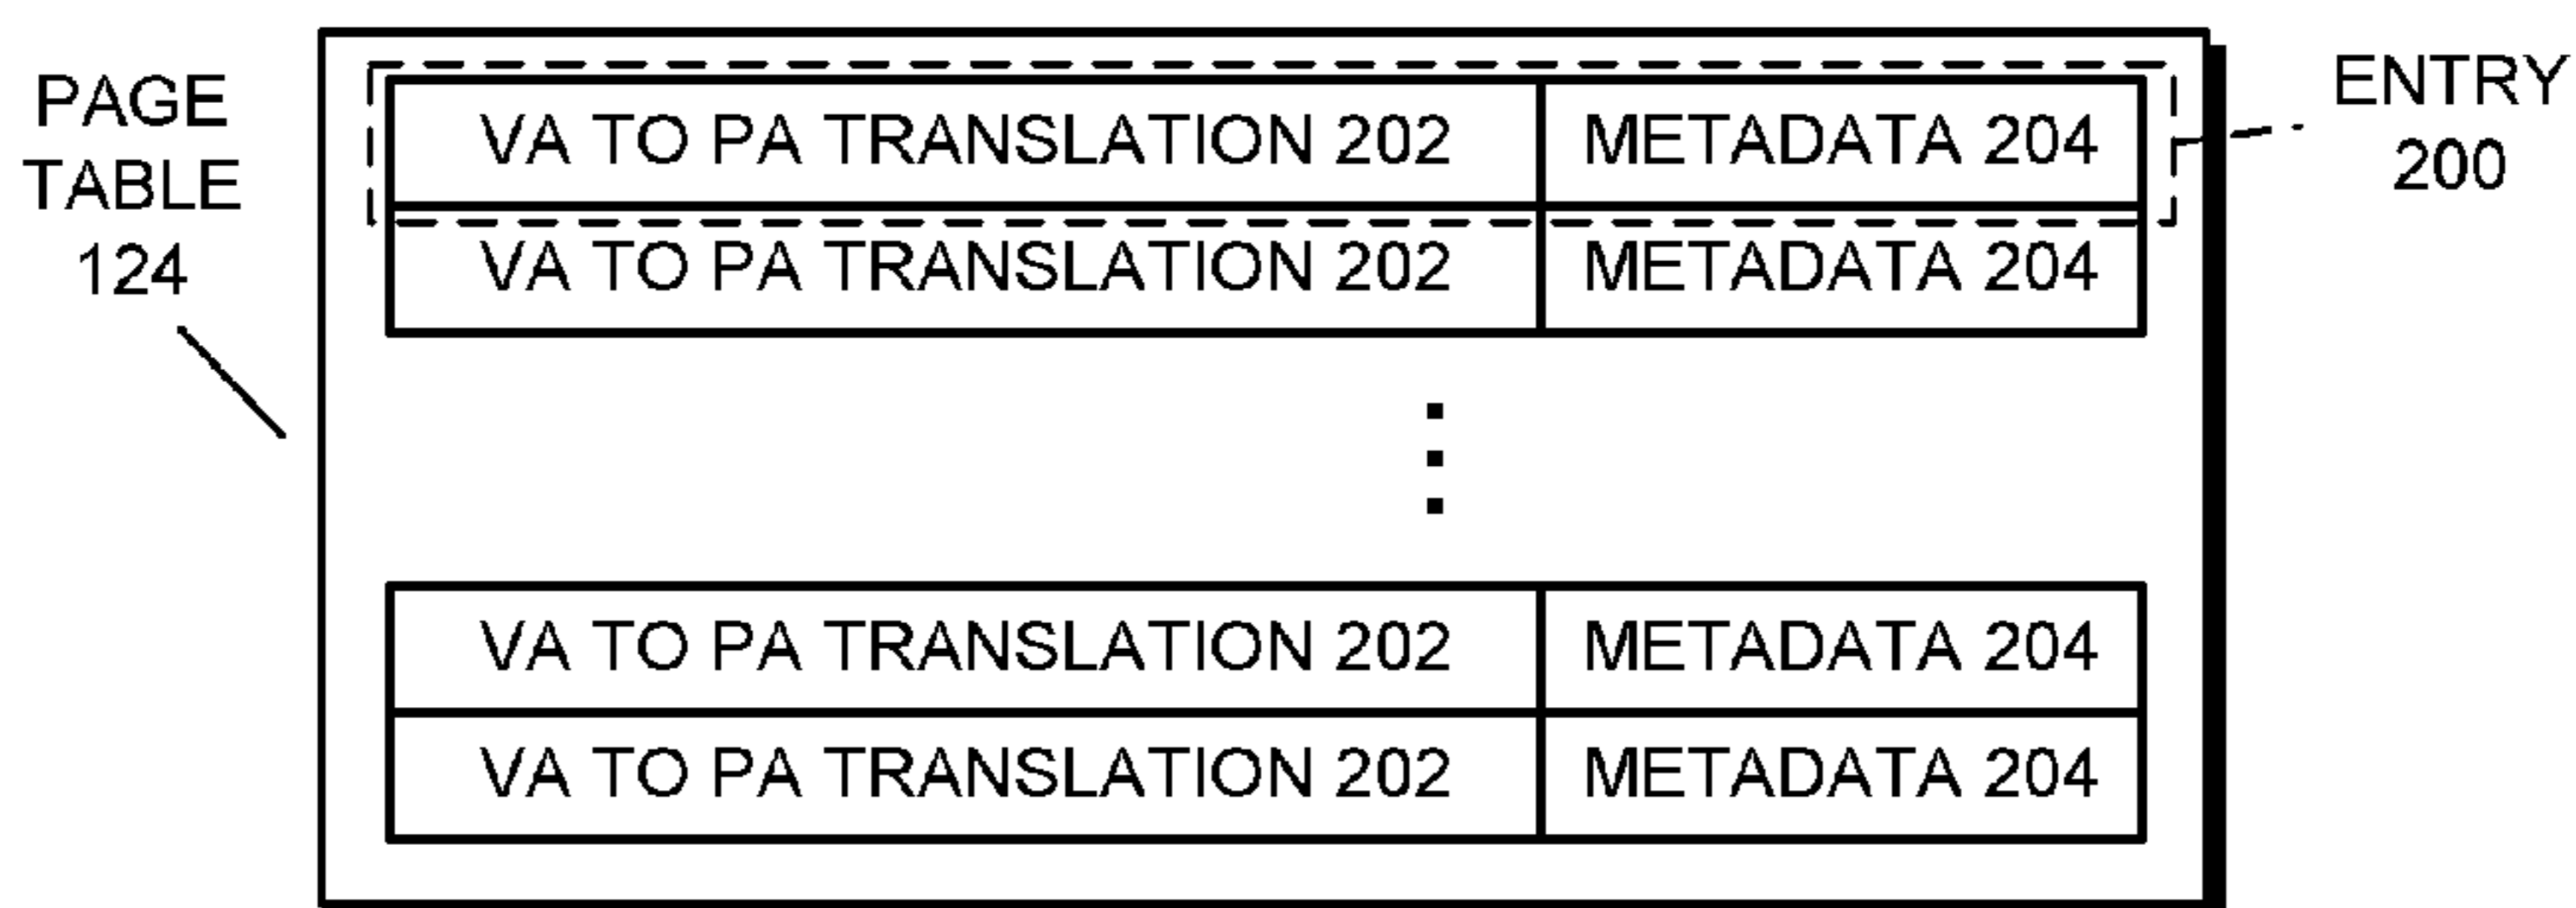 PAGE
TABLE
124
VA TO PA TRANSLATION 202 METADATA 204
VA TO PA TRANSLATION 202 METADATA 204
VA TO PA TRANSLATION 202 METADATA 204
VA TO PA TRANSLATION 202 METADATA 204
ENTRY
200